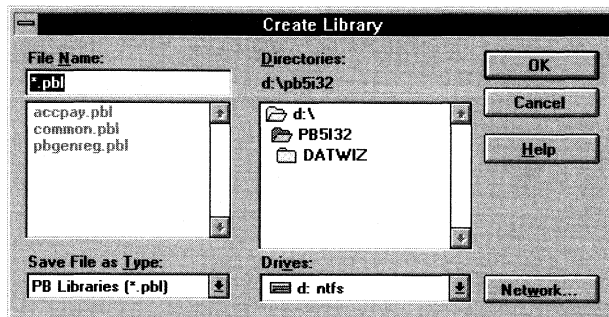 Create Library
File Name:
*.pbl
accpay.pbl
common.pbl
pbgenreg.pbl
Save File as Type:
PB Libraries (*.pbl)
Directories:
d:\pb5i32
d:\
PB5I32
DATWIZ
Drives:
d: ntfs
OK
Cancel
Help
Network...